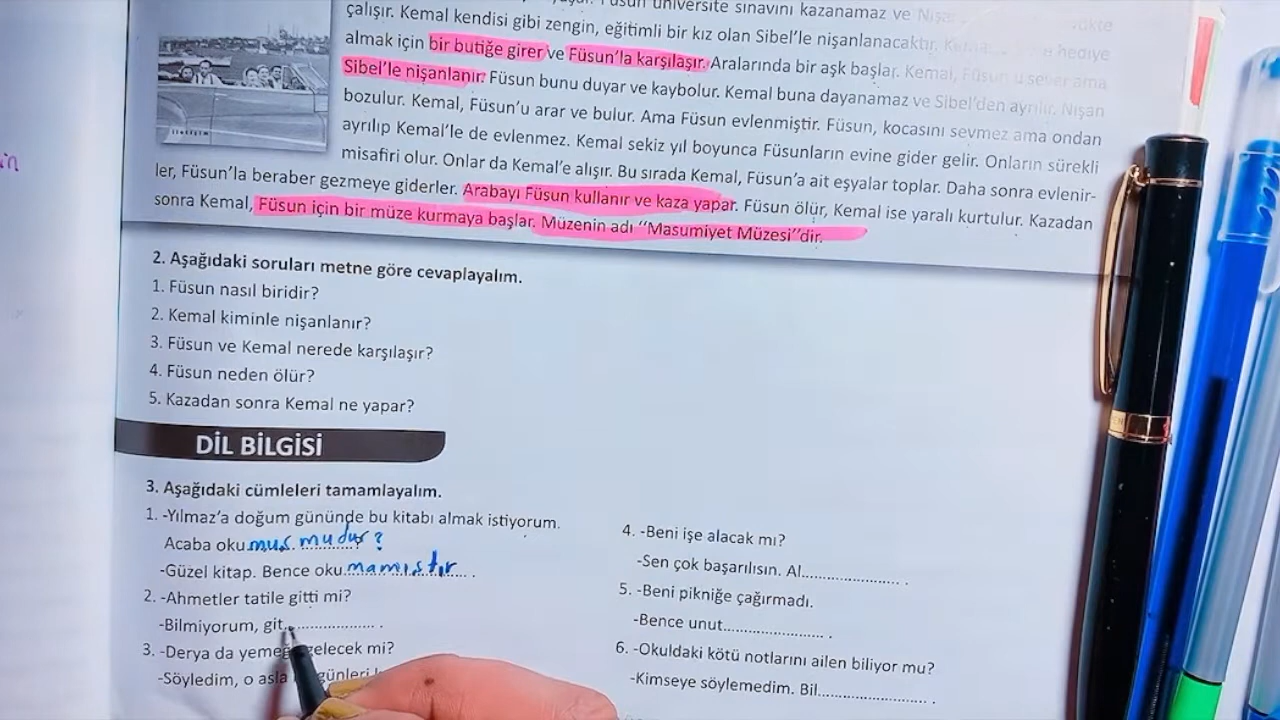 Füsun üniversite sınavını kazanamaz ve
çalışır. Kemal kendisi gibi zengin, eğitimli bir kız olan Sibel'le nişanlanacaktır. hediye
almak için bir butiğe girer ve Füsun'la karşılaşır. Aralarında bir aşk başlar. Kemal, Füsun'u sever ama
Sibel'le nişanlanır. Füsun bunu duyar ve kaybolur. Kemal buna dayanamaz ve Sibel'den ayrılır. Nişan
bozulur. Kemal, Füsun'u arar ve bulur. Ama Füsun evlenmiştir. Füsun, kocasını sevmez ama ondan
ayrılıp Kemal'le de evlenmez. Kemal sekiz yıl boyunca Füsunların evine gider gelir. Onların sürekli
misafiri olur. Onlar da Kemal'e alışır. Bu sırada Kemal, Füsun'a ait eşyalar toplar. Daha sonra evlenir-
ler, Füsun'la beraber gezmeye giderler. Arabayı Füsun kullanır ve kaza yapar. Füsun ölür, Kemal ise yaralı kurtulur. Kazadan
sonra Kemal, Füsun için bir müze kurmaya başlar. Müzenin adı "Masumiyet Müzesi"dir.
2. Aşağıdaki soruları metne göre cevaplayalım.
1. Füsun nasıl biridir?
2. Kemal kiminle nişanlanır?
3. Füsun ve Kemal nerede karşılaşır?
4. Füsun neden ölür?
5. Kazadan sonra Kemal ne yapar?
DİL BİLGİSİ
3. Aşağıdaki cümleleri tamamlayalım.
1. -Yılmaz'a doğum gününde bu kitabı almak istiyorum.
Acaba okumuş mudur?
-Güzel kitap. Bence okumamıştır.
2. -Ahmetler tatile gitti mi?
-Bilmiyorum, git.................... .
3. -Derya da yemeğe gelecek mi?
-Söyledim, o asla günleri
4. -Beni işe alacak mı?
-Sen çok başarılısın. Al.................... .
5. -Beni pikniğe çağırmadı.
-Bence unut.................... .
6. -Okuldaki kötü notlarını ailen biliyor mu?
-Kimseye söylemedim. Bil.................... .